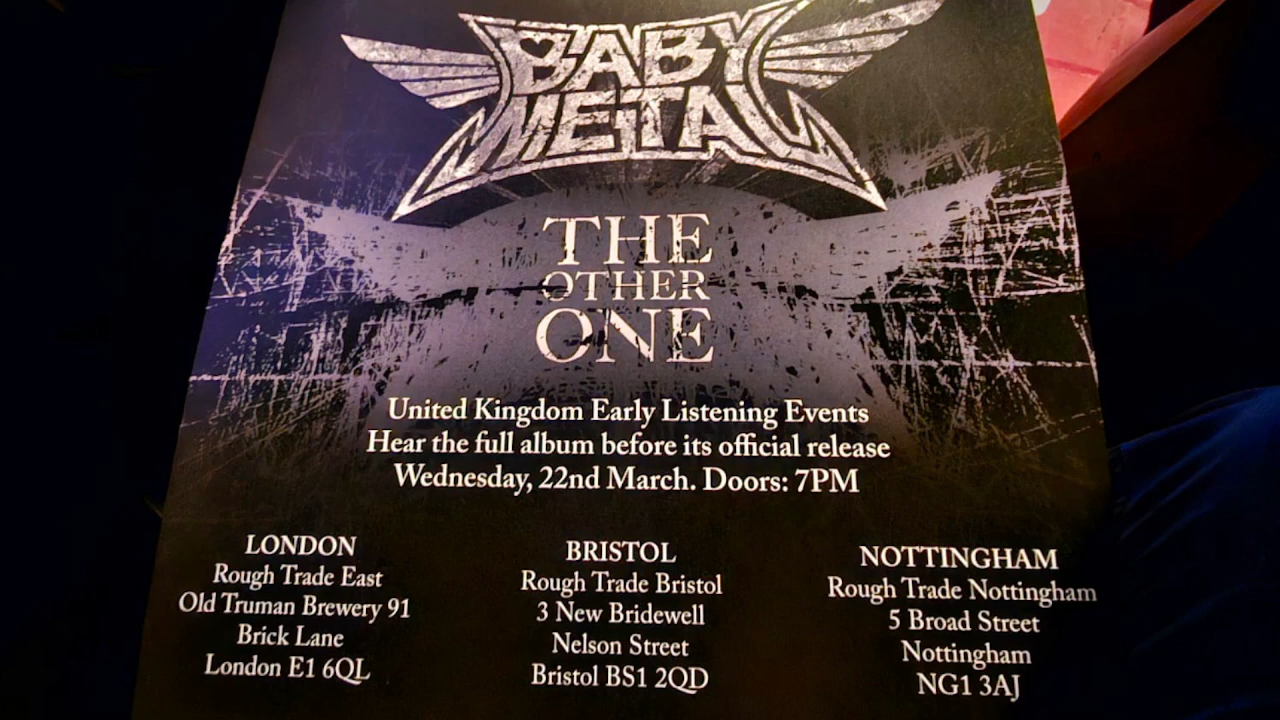 BABY
METAL
THE
OTHER
ONE
United Kingdom Early Listening Events
Hear the full album before its official release
Wednesday, 22nd March. Doors: 7PM
LONDON
Rough Trade East
Old Truman Brewery 91
Brick Lane
London E1 6QL
BRISTOL
Rough Trade Bristol
3 New Bridewell
Nelson Street
Bristol BS1 2QD
NOTTINGHAM
Rough Trade Nottingham
5 Broad Street
Nottingham
NG1 3AJ